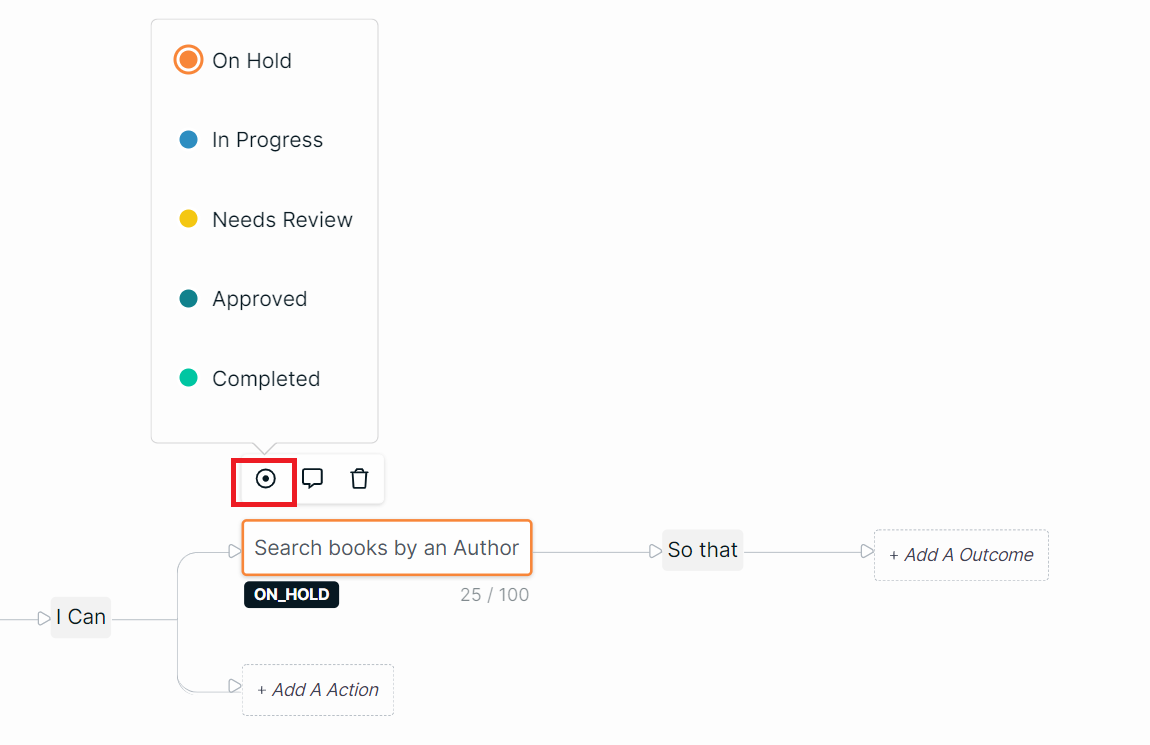 On Hold
In Progress
Needs Review
Approved
Completed
Search books by an Author
ON_HOLD
25 / 100
So that
+ Add A Outcome
I Can
+ Add A Action